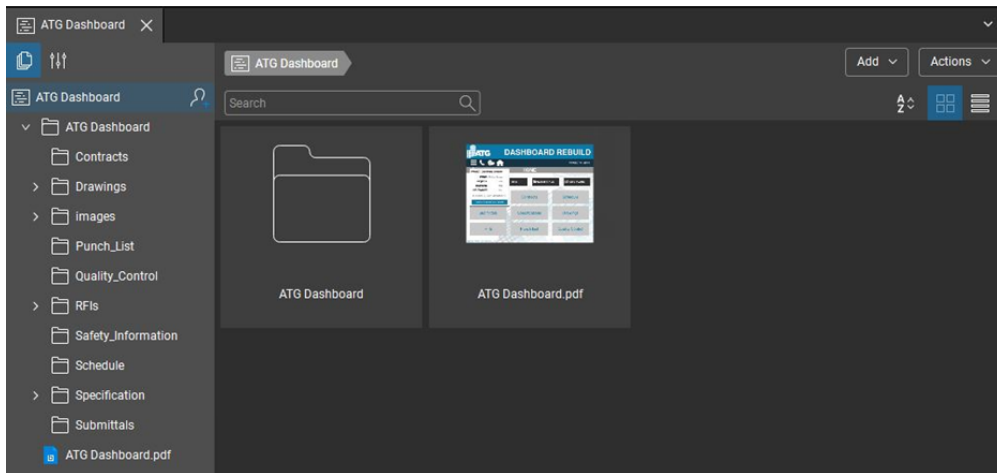 ATG Dashboard
ATG Dashboard
Add
Actions
ATG Dashboard
Search
A
Z
ATG Dashboard
Contracts
Drawings
images
Punch_List
Quality_Control
RFIs
Safety_Information
Schedule
Specification
Submittals
ATG Dashboard.pdf
ATG
DASHBOARD REBUILD
ATG Dashboard
ATG Dashboard.pdf